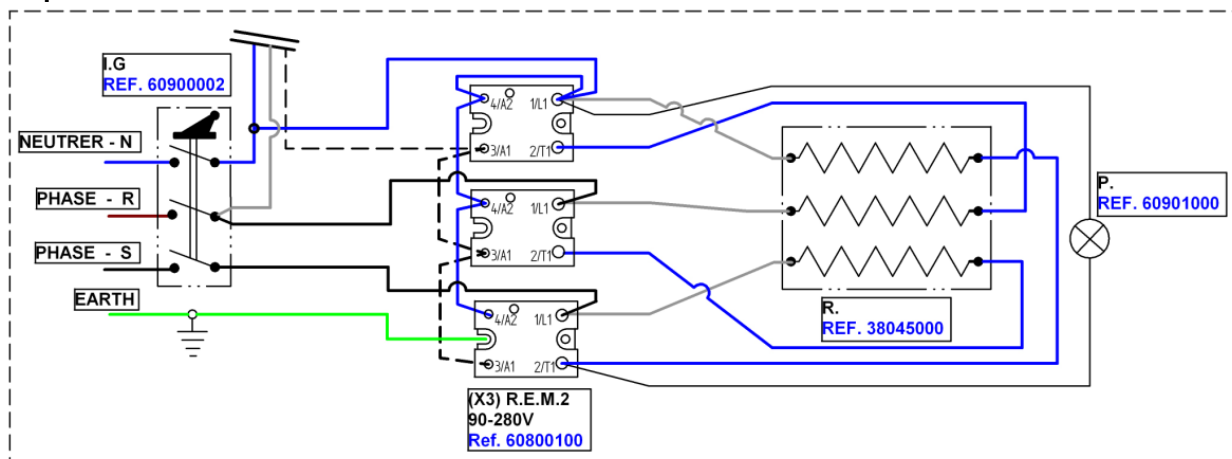 I.G
REF. 60900002
NEUTRER - N
PHASE - R
PHASE - S
EARTH
4/A2
1/L1
3/A1
2/T1
4/A2
1/L1
3/A1
2/T1
4/A2
1/L1
3/A1
2/T1
(X3) R.E.M.2
90-280V
Ref. 60800100
R.
REF. 38045000
P.
REF. 60901000